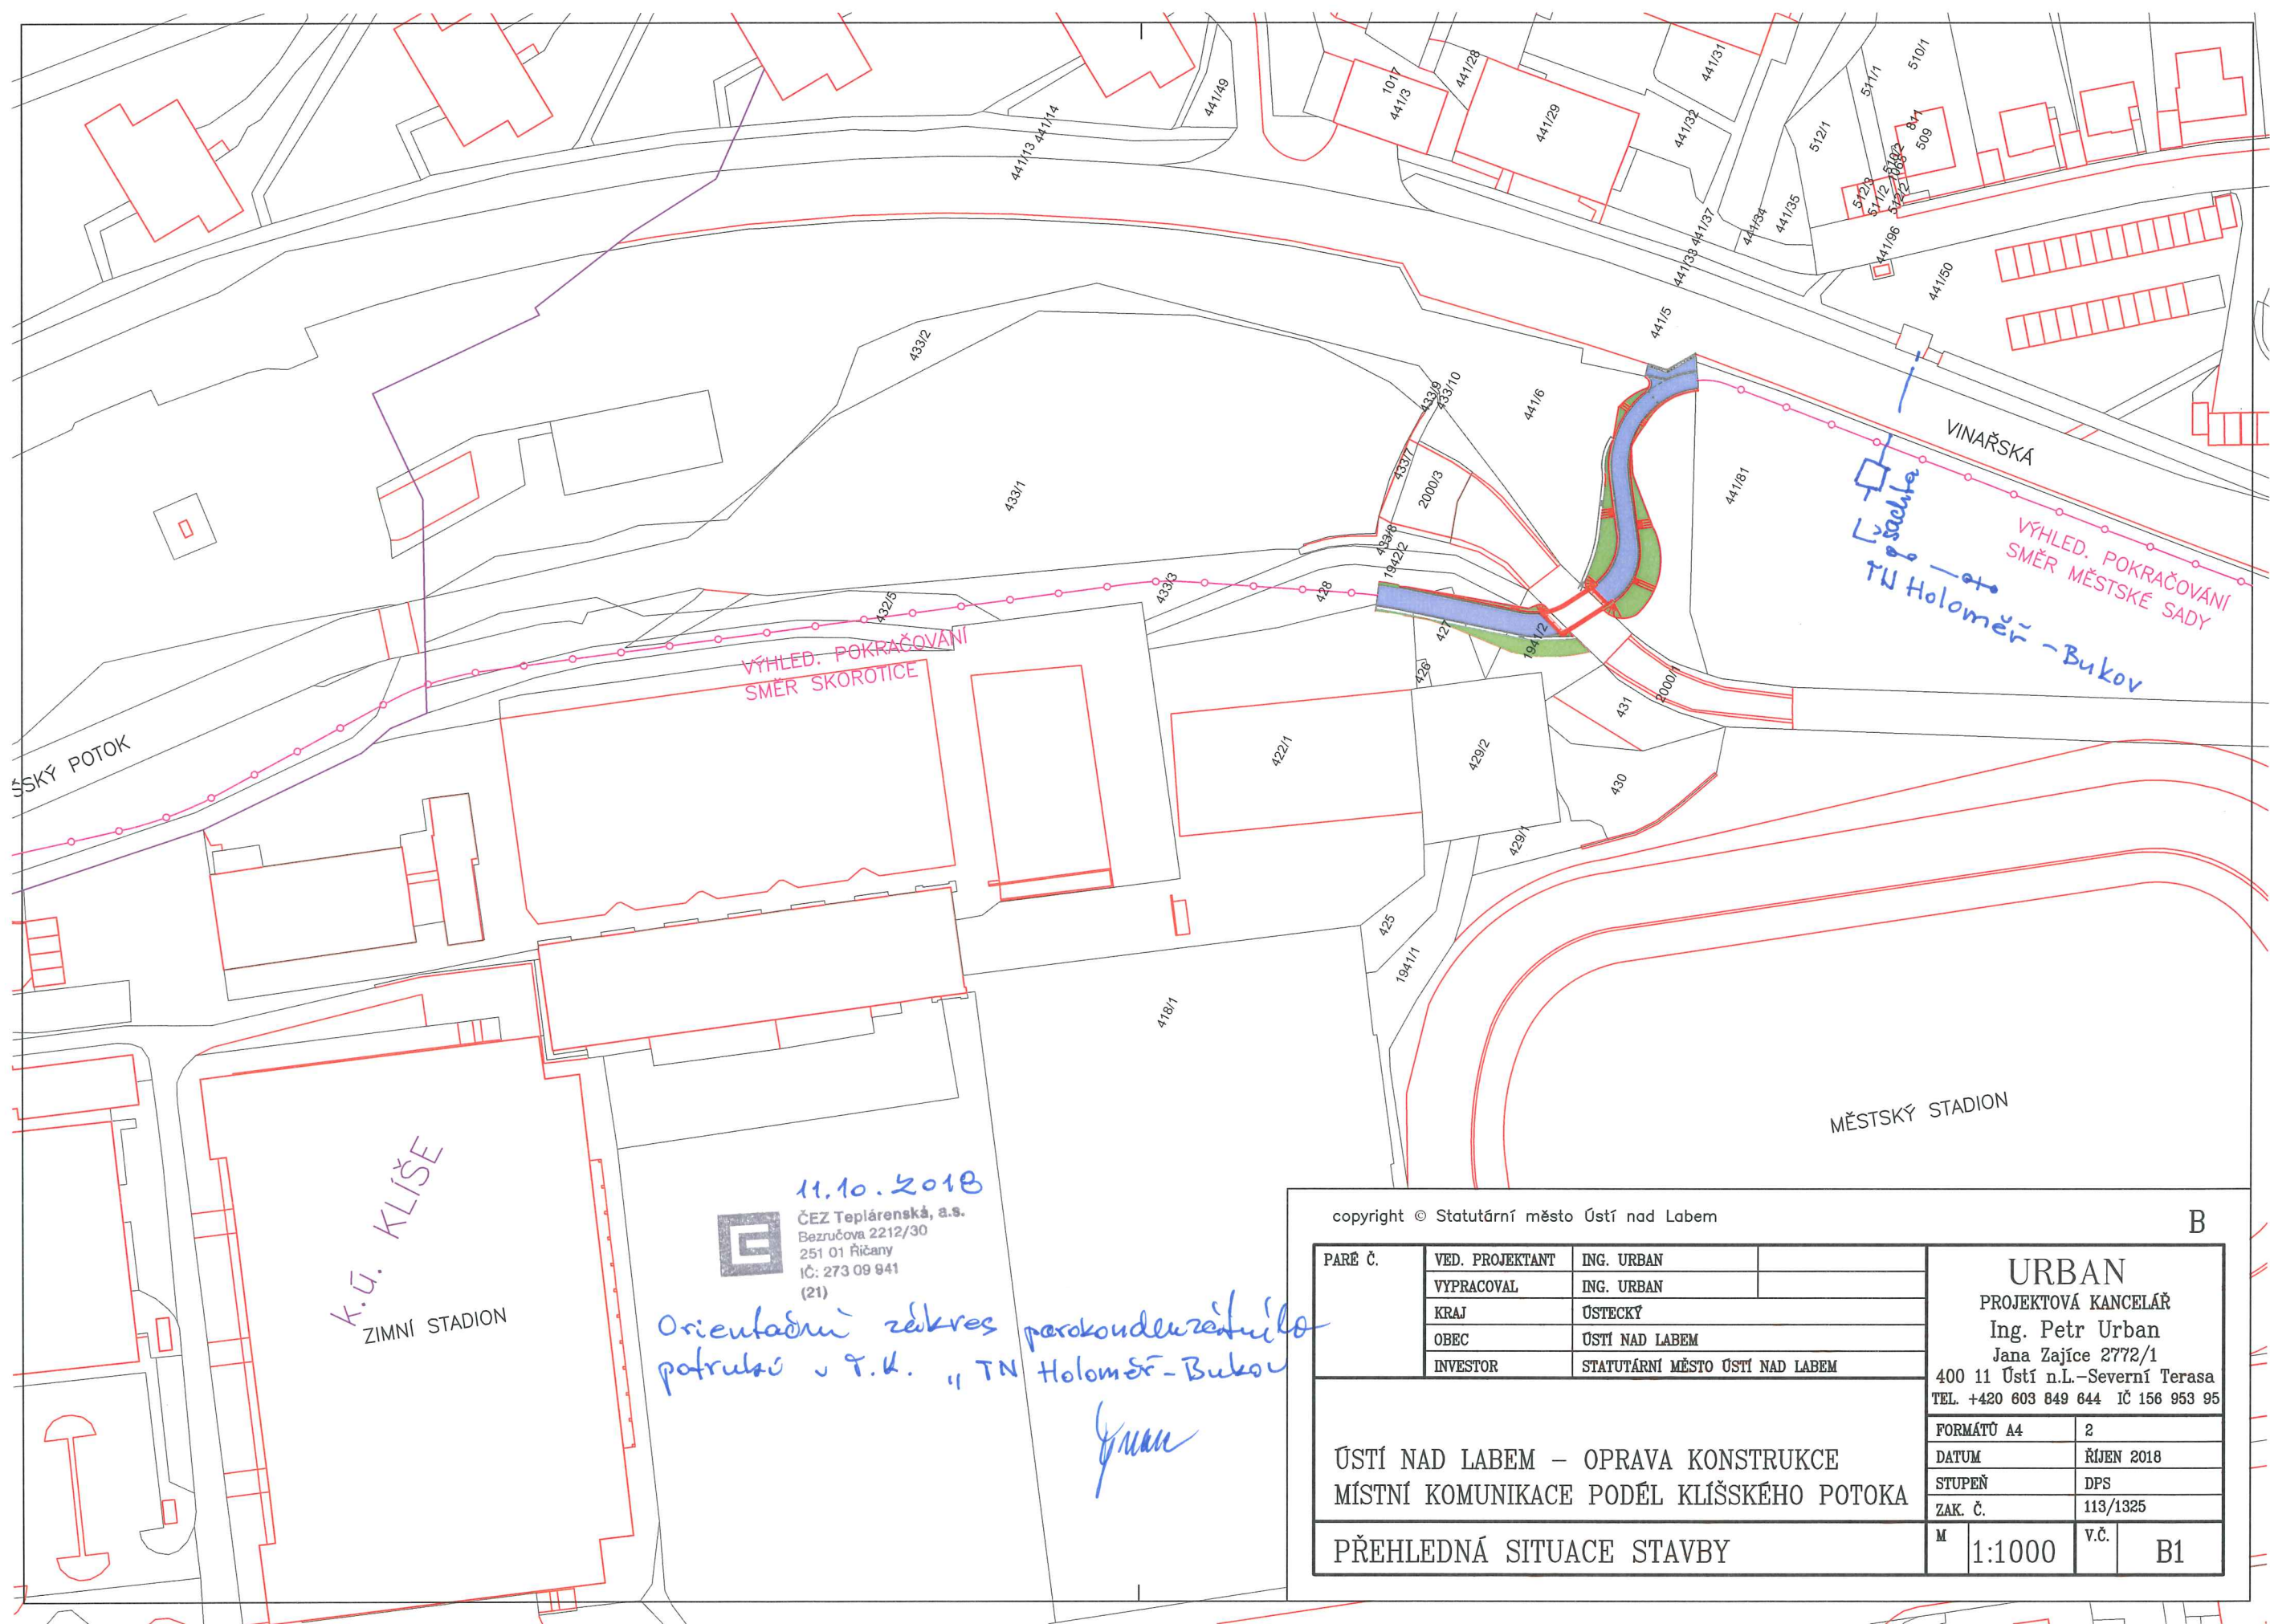 1017
441/3
441/28
441/29
441/31
441/32
441/49
441/14
441/13
511/1
510/1
512/1
811
509
512/3
511/2
512/2
441/37
441/33
441/34
441/35
441/96
441/50
441/5
433/2
433/9
433/10
441/6
VINAŘSKÁ
433/1
433/7
2000/3
441/81
šachta
433/8
1942/2
VÝHLED. POKRAČOVÁNÍ
SMĚR MĚSTSKÉ SADY
TN Holoměř - Bukov
432/5
433/3
428
427
1941/2
426
VÝHLED. POKRAČOVÁNÍ
SMĚR SKOROTICE
431
2000/1
ŠSKÝ POTOK
422/1
429/2
430
429/1
425
1941/1
418/1
MĚSTSKÝ STADION
K.Ú. KLÍŠE
ZIMNÍ STADION
11.10.2018
ČEZ Teplárenská, a.s.
Bezručova 2212/30
251 01 Říčany
IČ: 273 09 941
(21)
Orientační zákres parokondenzátního
potrubí v T.K. „TN Holoměř-Bukov
copyright © Statutární město Ústí nad Labem
B
PARÉ Č.
VED. PROJEKTANT ING. URBAN
VYPRACOVAL ING. URBAN
KRAJ ÚSTECKÝ
OBEC ÚSTÍ NAD LABEM
INVESTOR STATUTÁRNÍ MĚSTO ÚSTÍ NAD LABEM
URBAN
PROJEKTOVÁ KANCELÁŘ
Ing. Petr Urban
Jana Zajíce 2772/1
400 11 Ústí n.L.-Severní Terasa
TEL. +420 603 849 644 IČ 156 953 95
FORMÁTŮ A4 2
DATUM ŘÍJEN 2018
STUPEŇ DPS
ZAK. Č. 113/1325
ÚSTÍ NAD LABEM – OPRAVA KONSTRUKCE
MÍSTNÍ KOMUNIKACE PODÉL KLÍŠSKÉHO POTOKA
PŘEHLEDNÁ SITUACE STAVBY
M 1:1000
V.Č. B1